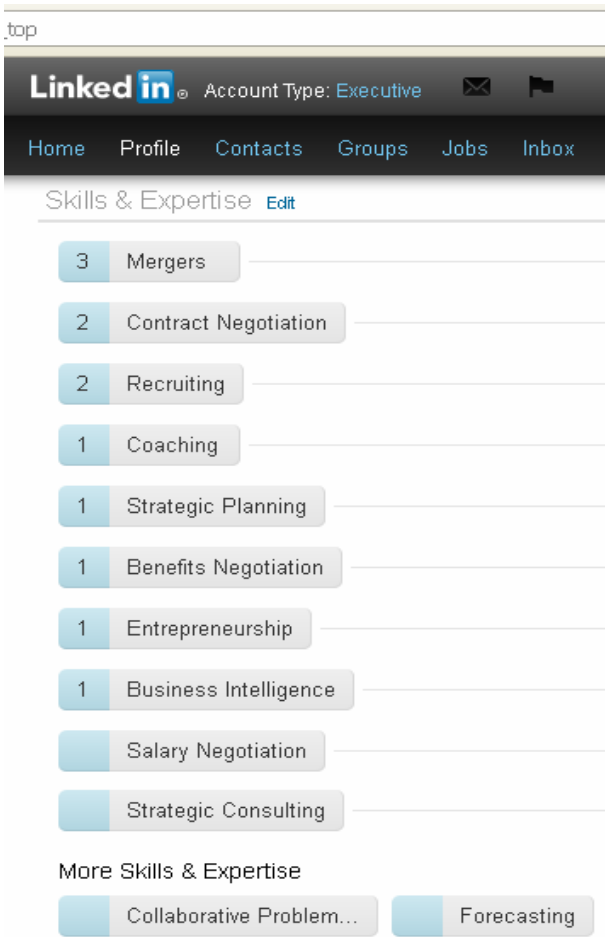 _top
Linked in ® Account Type: Executive
Home Profile Contacts Groups Jobs Inbox
Skills & Expertise Edit
3 Mergers
2 Contract Negotiation
2 Recruiting
1 Coaching
1 Strategic Planning
1 Benefits Negotiation
1 Entrepreneurship
1 Business Intelligence
Salary Negotiation
Strategic Consulting
More Skills & Expertise
Collaborative Problem... Forecasting